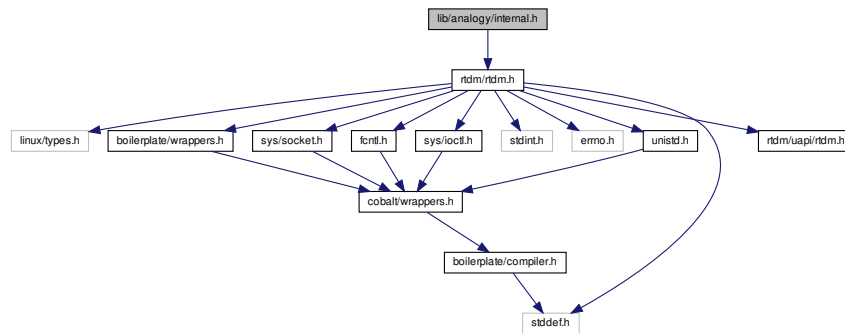 lib/analogy/internal.h
rtdm/rtdm.h
linux/types.h
boilerplate/wrappers.h
sys/socket.h
fcntl.h
sys/ioctl.h
stdint.h
errno.h
unistd.h
rtdm/uapi/rtdm.h
cobalt/wrappers.h
boilerplate/compiler.h
stddef.h